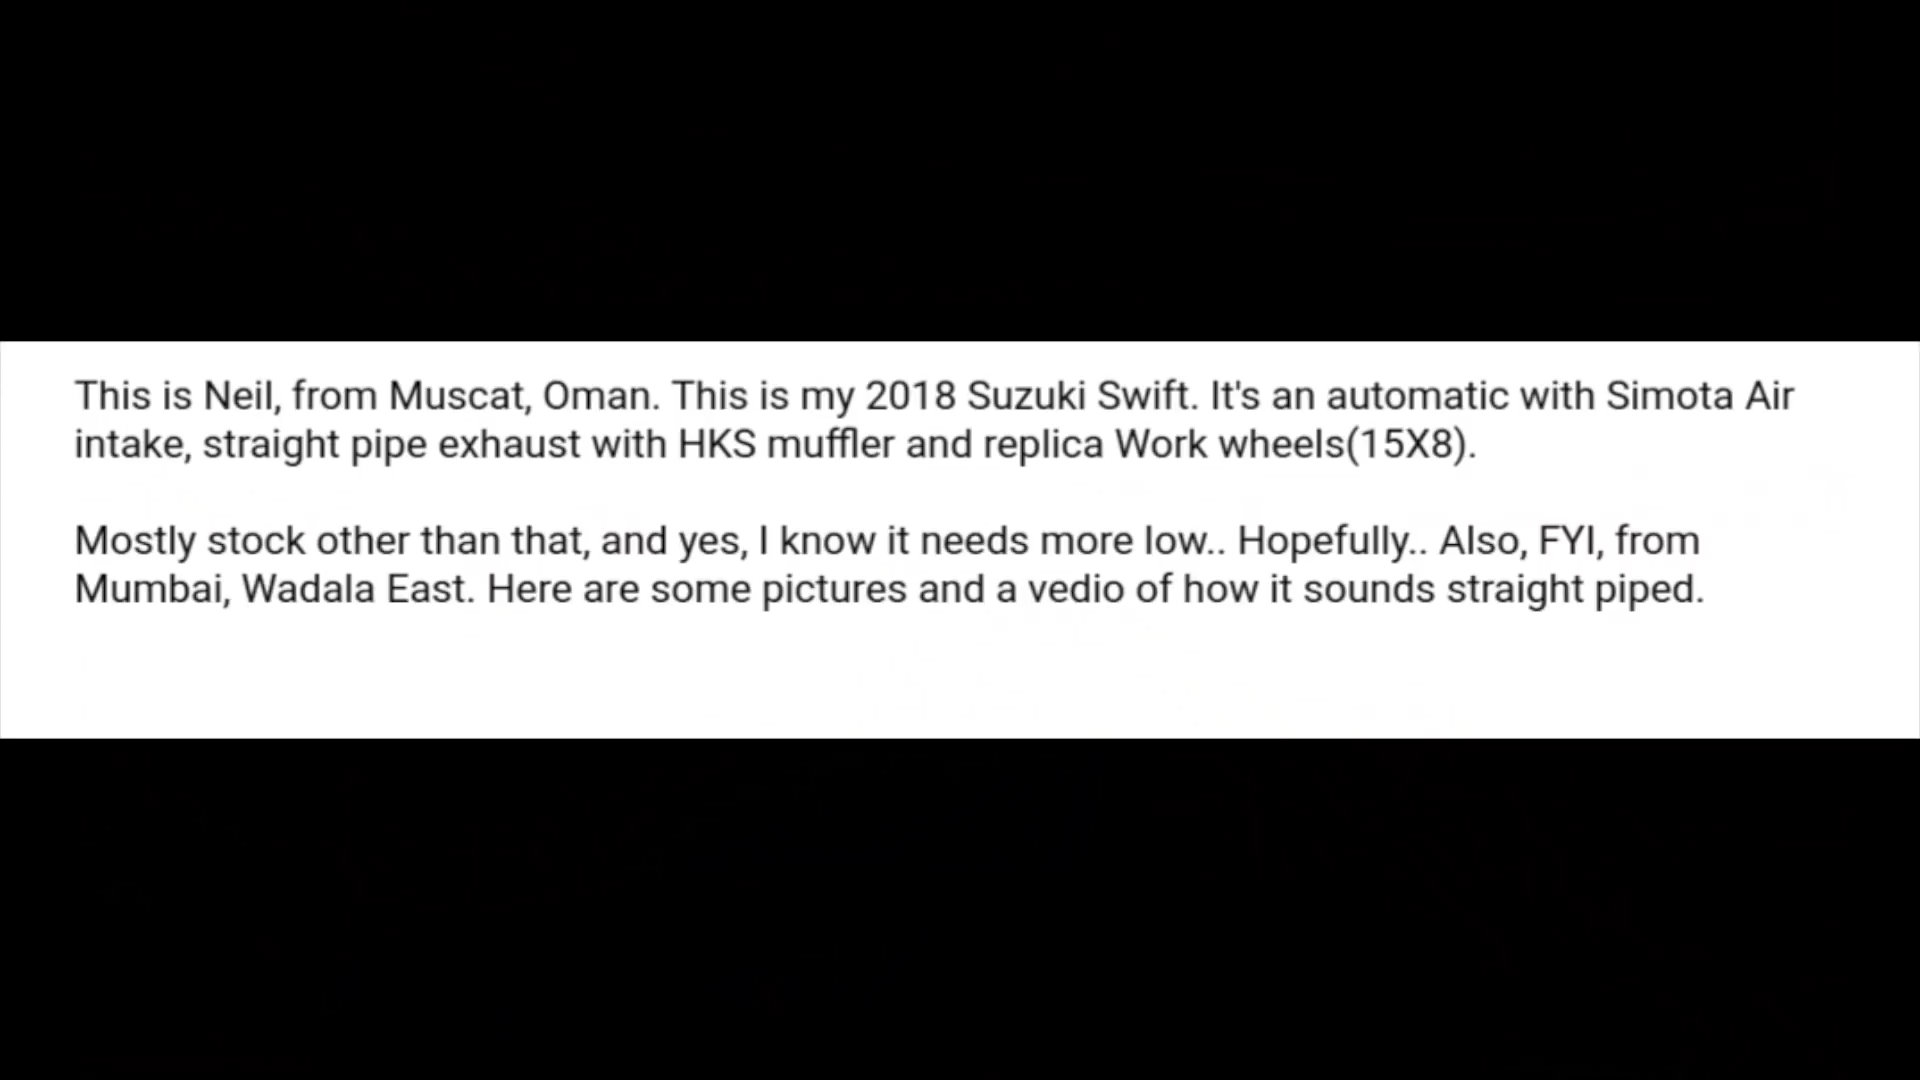 This is Neil, from Muscat, Oman. This is my 2018 Suzuki Swift. It's an automatic with Simota Air
intake, straight pipe exhaust with HKS muffler and replica Work wheels(15X8).
Mostly stock other than that, and yes, I know it needs more low.. Hopefully.. Also, FYI, from
Mumbai, Wadala East. Here are some pictures and a vedio of how it sounds straight piped.